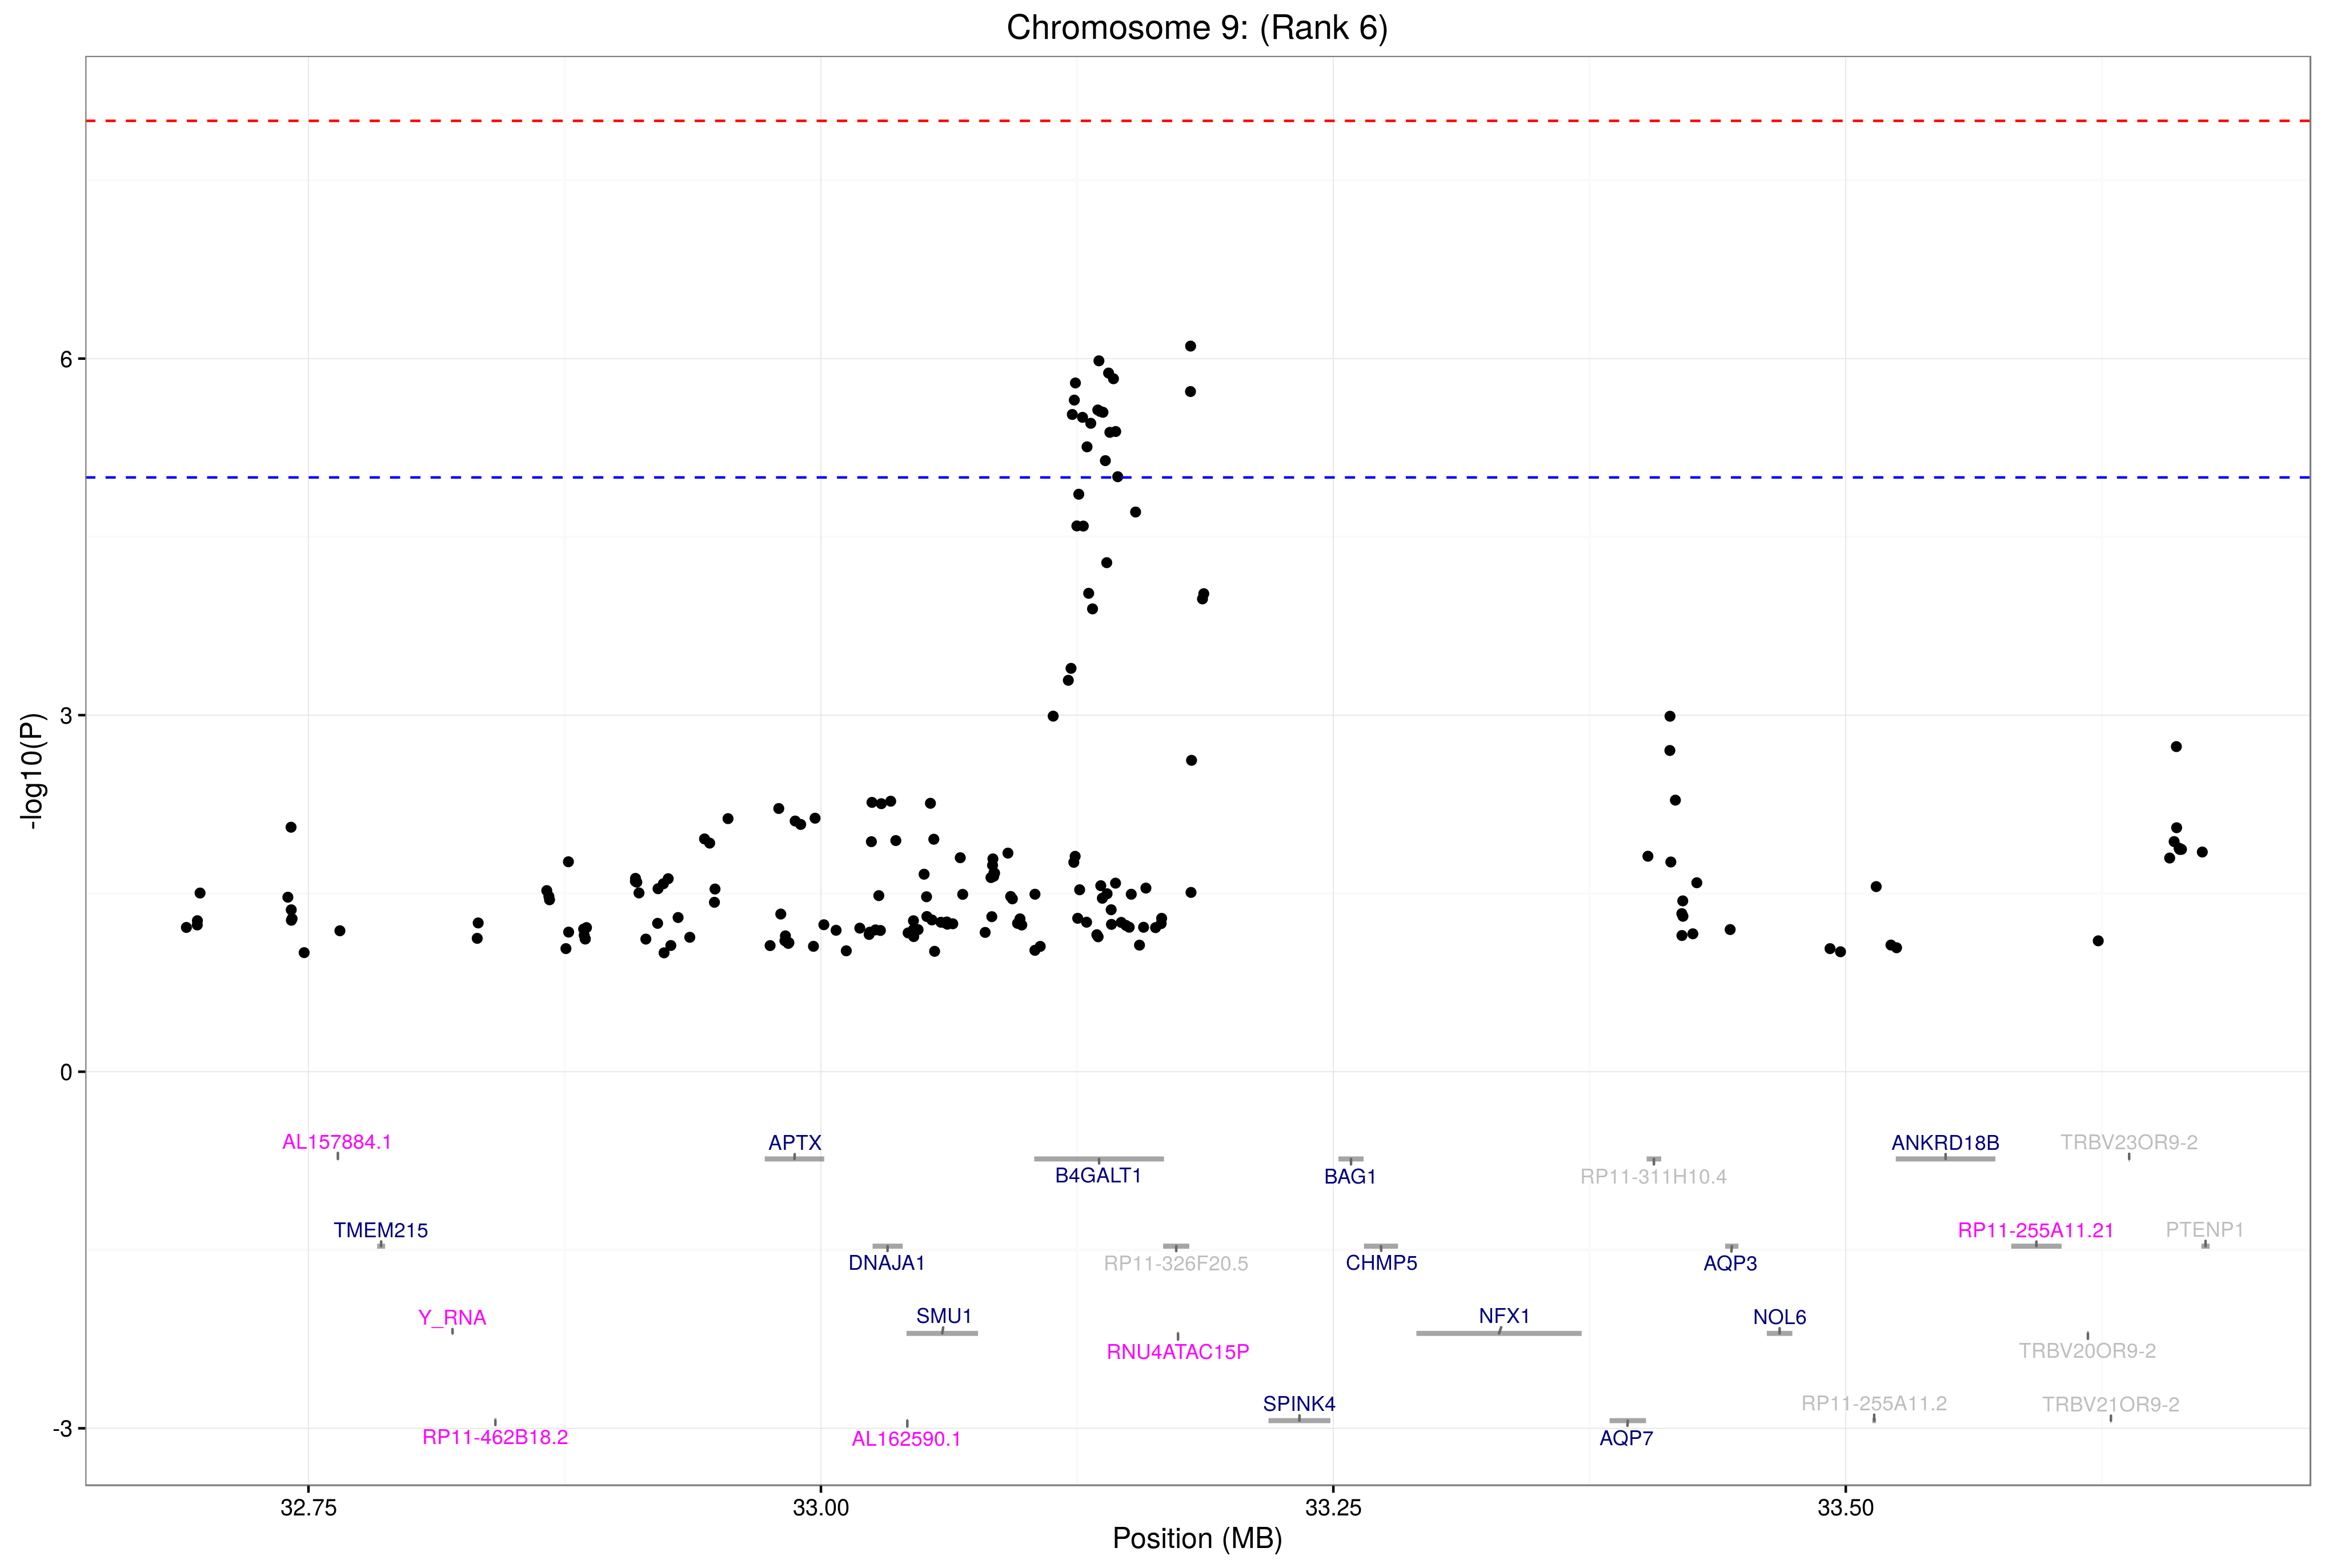 Chromosome 9: (Rank 6)
6
3
0
-3
-log10(P)
AL157884.1
APTX
B4GALT1
BAG1
RP11-311H10.4
ANKRD18B
TRBV23OR9-2
TMEM215
DNAJA1
RP11-326F20.5
CHMP5
AQP3
RP11-255A11.21
PTENP1
Y_RNA
SMU1
RNU4ATAC15P
NFX1
NOL6
TRBV20OR9-2
RP11-462B18.2
AL162590.1
SPINK4
AQP7
RP11-255A11.2
TRBV21OR9-2
32.75 33.00 33.25 33.50
Position (MB)